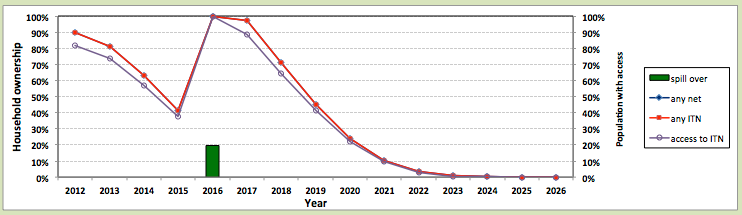 100% 100%
90% 90%
80% 80%
70% 70%
60% 60%
50% 50%
40% 40%
30% 30%
20% 20%
10% 10%
0% 0%
Household ownership
Population with access
2012 2013 2014 2015 2016 2017 2018 2019 2020 2021 2022 2023 2024 2025 2026
Year
spill over
any net
any ITN
access to ITN